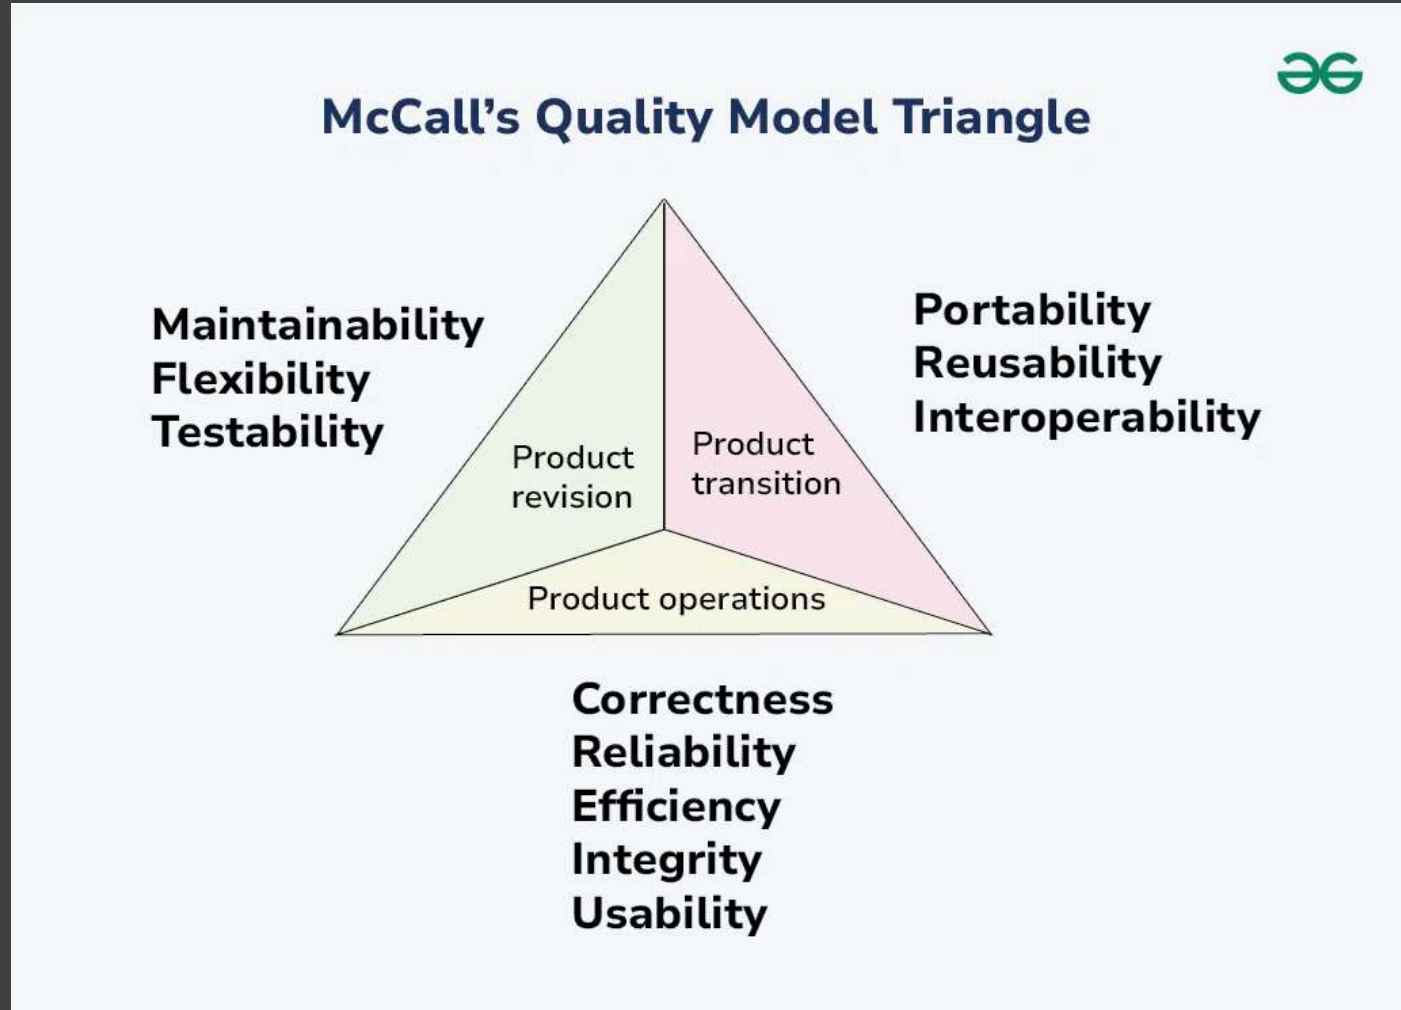 McCall’s Quality Model Triangle
Maintainability
Flexibility
Testability
Portability
Reusability
Interoperability
Product
revision
Product
transition
Product operations
Correctness
Reliability
Efficiency
Integrity
Usability